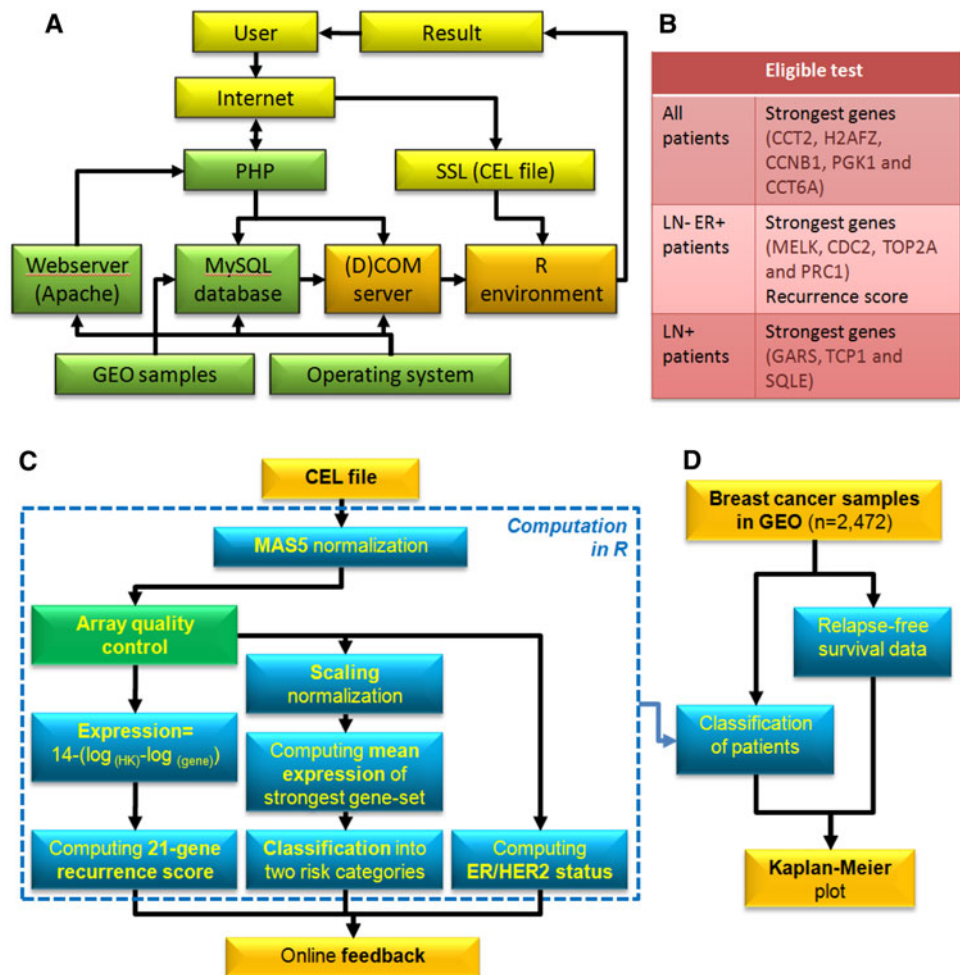 A
User
Result
Internet
PHP
SSL (CEL file)
Webserver
(Apache)
MySQL
database
(D)COM
server
R
environment
GEO samples
Operating system
B
Eligible test
All
patients
Strongest genes
(CCT2, H2AFZ,
CCNB1, PGK1 and
CCT6A)
LN- ER+
patients
Strongest genes
(MELK, CDC2, TOP2A
and PRC1)
Recurrence score
LN+
patients
Strongest genes
(GARS, TCP1 and
SQLE)
C
CEL file
Computation
in R
MAS5 normalization
Array quality
control
Scaling
normalization
Expression=
14-(log (HK)-log (gene))
Computing mean
expression of
strongest gene-set
Computing 21-gene
recurrence score
Classification into
two risk categories
Computing
ER/HER2 status
Online feedback
D
Breast cancer samples
in GEO (n=2,472)
Relapse-free
survival data
Classification
of patients
Kaplan-Meier
plot